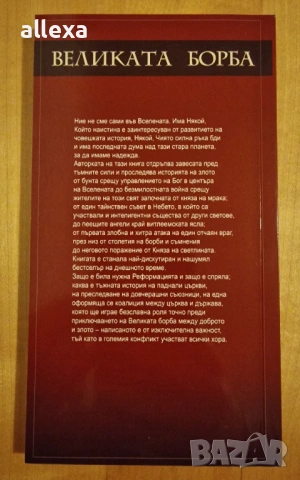 allexa
ВЕЛИКАТА БОРБА
Ние не сме сами във Вселената. Има Някой,
Който наистина е заинтересуван от развитието на
човешката история, Някой, Чиято силна ръка бди
и има последната дума над тази стара планета,
за да имаме надежда.
Авторката на тази книга отдръпва завесата пред
тъмните сили и проследява историята на злото
от бунта срещу управлението на Бог в центъра
на Вселената до безмилостната война срещу
жителите на този свят започната от княза на мрака;
от един тайнствен съвет в Небето, в който са
участвали и интелигентни същества от други светове,
до пеещите ангели край витлеемската ясла;
от първата злобна и хитра атака на един отчаян враг,
през низ от столетия на борби и съмнения
до неговото поражение от Княза на светлината.
Книгата е станала най-дискутиран и нашумял
бестселър на днешното време.
Защо е била нужна Реформацията и защо е спряла;
каква е тъжната история на паднали църкви,
на преследване на довчерашни съюзници, на една
оформяща се коалиция между църква и държава,
която ще играе безславна роля точно преди
приключването на Великата борба между доброто
и злото – написаното е от изключителна важност,
тъй като в големия конфликт участват всички хора.
BAZAR